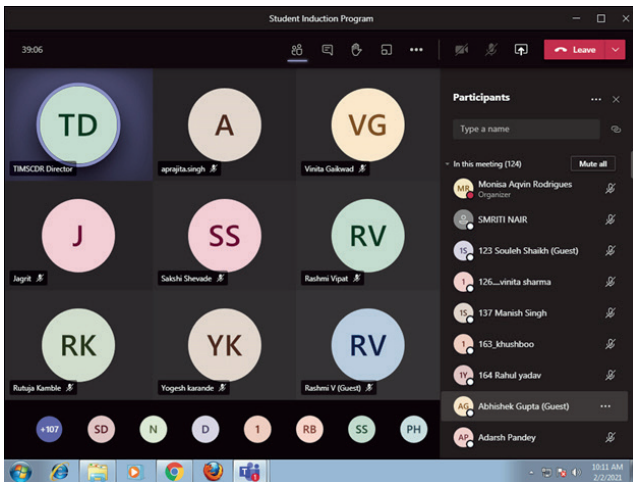 Student Induction Program
39:06
Leave
TD
TIMSCDR Director
A
aprajita.singh
VG
Vinita Gaikwad
J
Jagrit
SS
Sakshi Shevade
RV
Rashmi Vipat
RK
Rutuja Kamble
YK
Yogesh karande
RV
Rashmi V (Guest)
+107
SD
N
D
1
RB
SS
PH
Participants
Type a name
In this meeting (124)
Mute all
MR
Monisa Aqvin Rodrigues
Organizer
SMRITI NAIR
1S
123 Souleh Shaikh (Guest)
1
126....vinita sharma
1S
137 Manish Singh
1
163_khushboo
1Y
164 Rahul yadav
AG
Abhishek Gupta (Guest)
AP
Adarsh Pandey
10:11 AM
2/2/2021